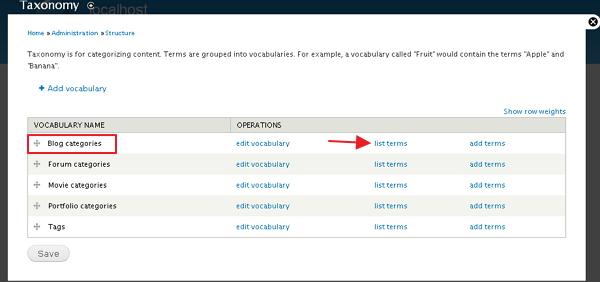 Taxonomy
localhost
Home » Administration » Structure
Taxonomy is for categorizing content. Terms are grouped into vocabularies. For example, a vocabulary called "Fruit" would contain the terms "Apple" and
"Banana".
+ Add vocabulary
Show row weights
VOCABULARY NAME OPERATIONS
Blog categories edit vocabulary list terms add terms
Forum categories edit vocabulary list terms add terms
Movie categories edit vocabulary list terms add terms
Portfolio categories edit vocabulary list terms add terms
Tags edit vocabulary list terms add terms
Save